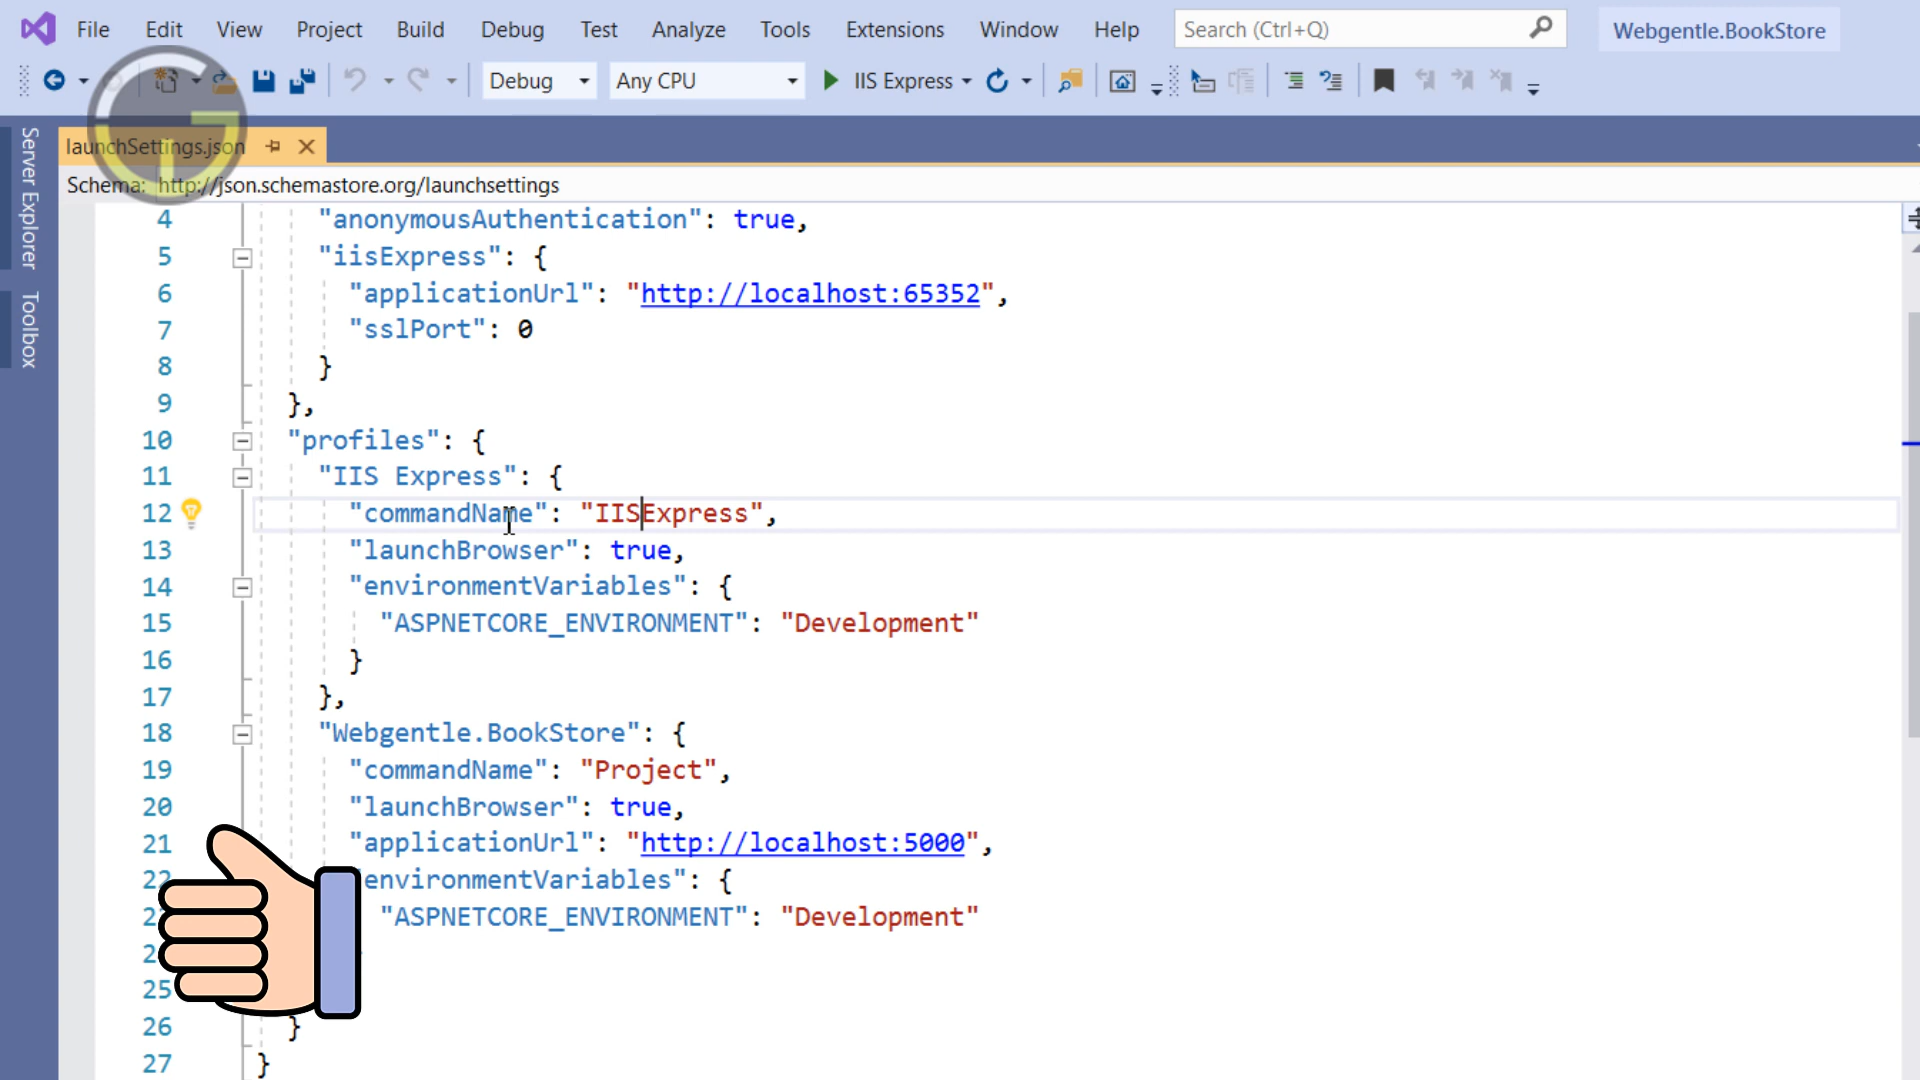 File Edit View Project Build Debug Test Analyze Tools Extensions Window Help Search (Ctrl+Q) Webgentle.BookStore
Debug Any CPU IIS Express
launchSettings.json
Schema: http://json.schemastore.org/launchsettings
Server Explorer
Toolbox
4 "anonymousAuthentication": true,
5 "iisExpress": {
6 "applicationUrl": "http://localhost:65352",
7 "sslPort": 0
8 }
9 },
10 "profiles": {
11 "IIS Express": {
12 "commandName": "IISExpress",
13 "launchBrowser": true,
14 "environmentVariables": {
15 "ASPNETCORE_ENVIRONMENT": "Development"
16 }
17 },
18 "Webgentle.BookStore": {
19 "commandName": "Project",
20 "launchBrowser": true,
21 "applicationUrl": "http://localhost:5000",
22 environmentVariables": {
"ASPNETCORE_ENVIRONMENT": "Development"
25
26 }
27 }